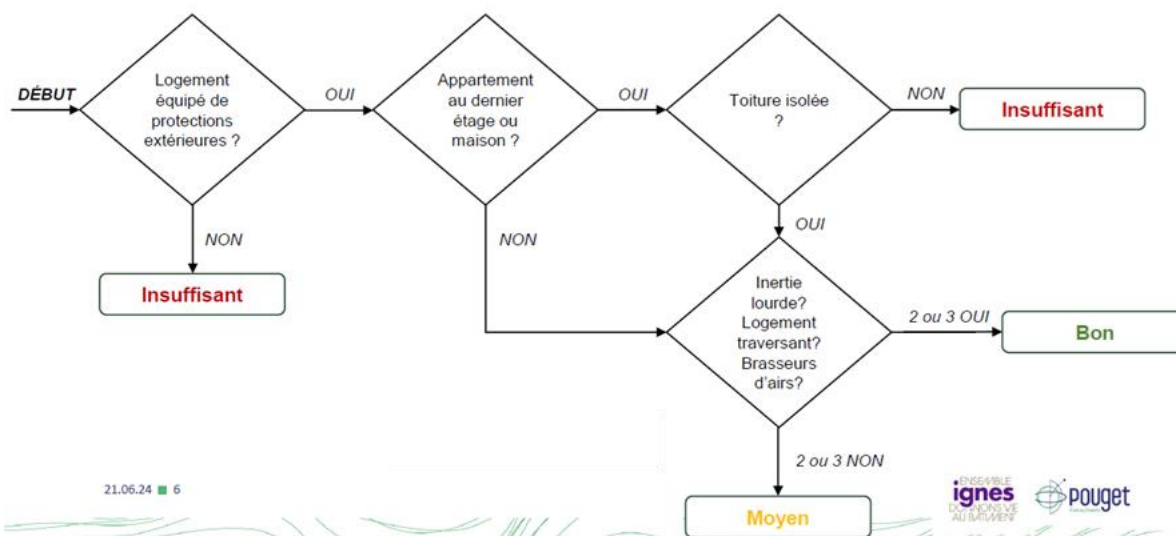 DÉBUT
Logement
équipé de
protections
extérieures ?
OUI
Appartement
au dernier
étage ou
maison ?
OUI
Toiture isolée
?
NON
Insuffisant
NON
Insuffisant
NON
OUI
Inertie
lourde?
Logement
traversant?
Brasseurs
d'airs?
2 ou 3 OUI
Bon
2 ou 3 NON
Moyen
21.06.24 ■ 6
ENSEMBLE
ignes
DONNONS VIE
AU BÂTIMENT
pouget